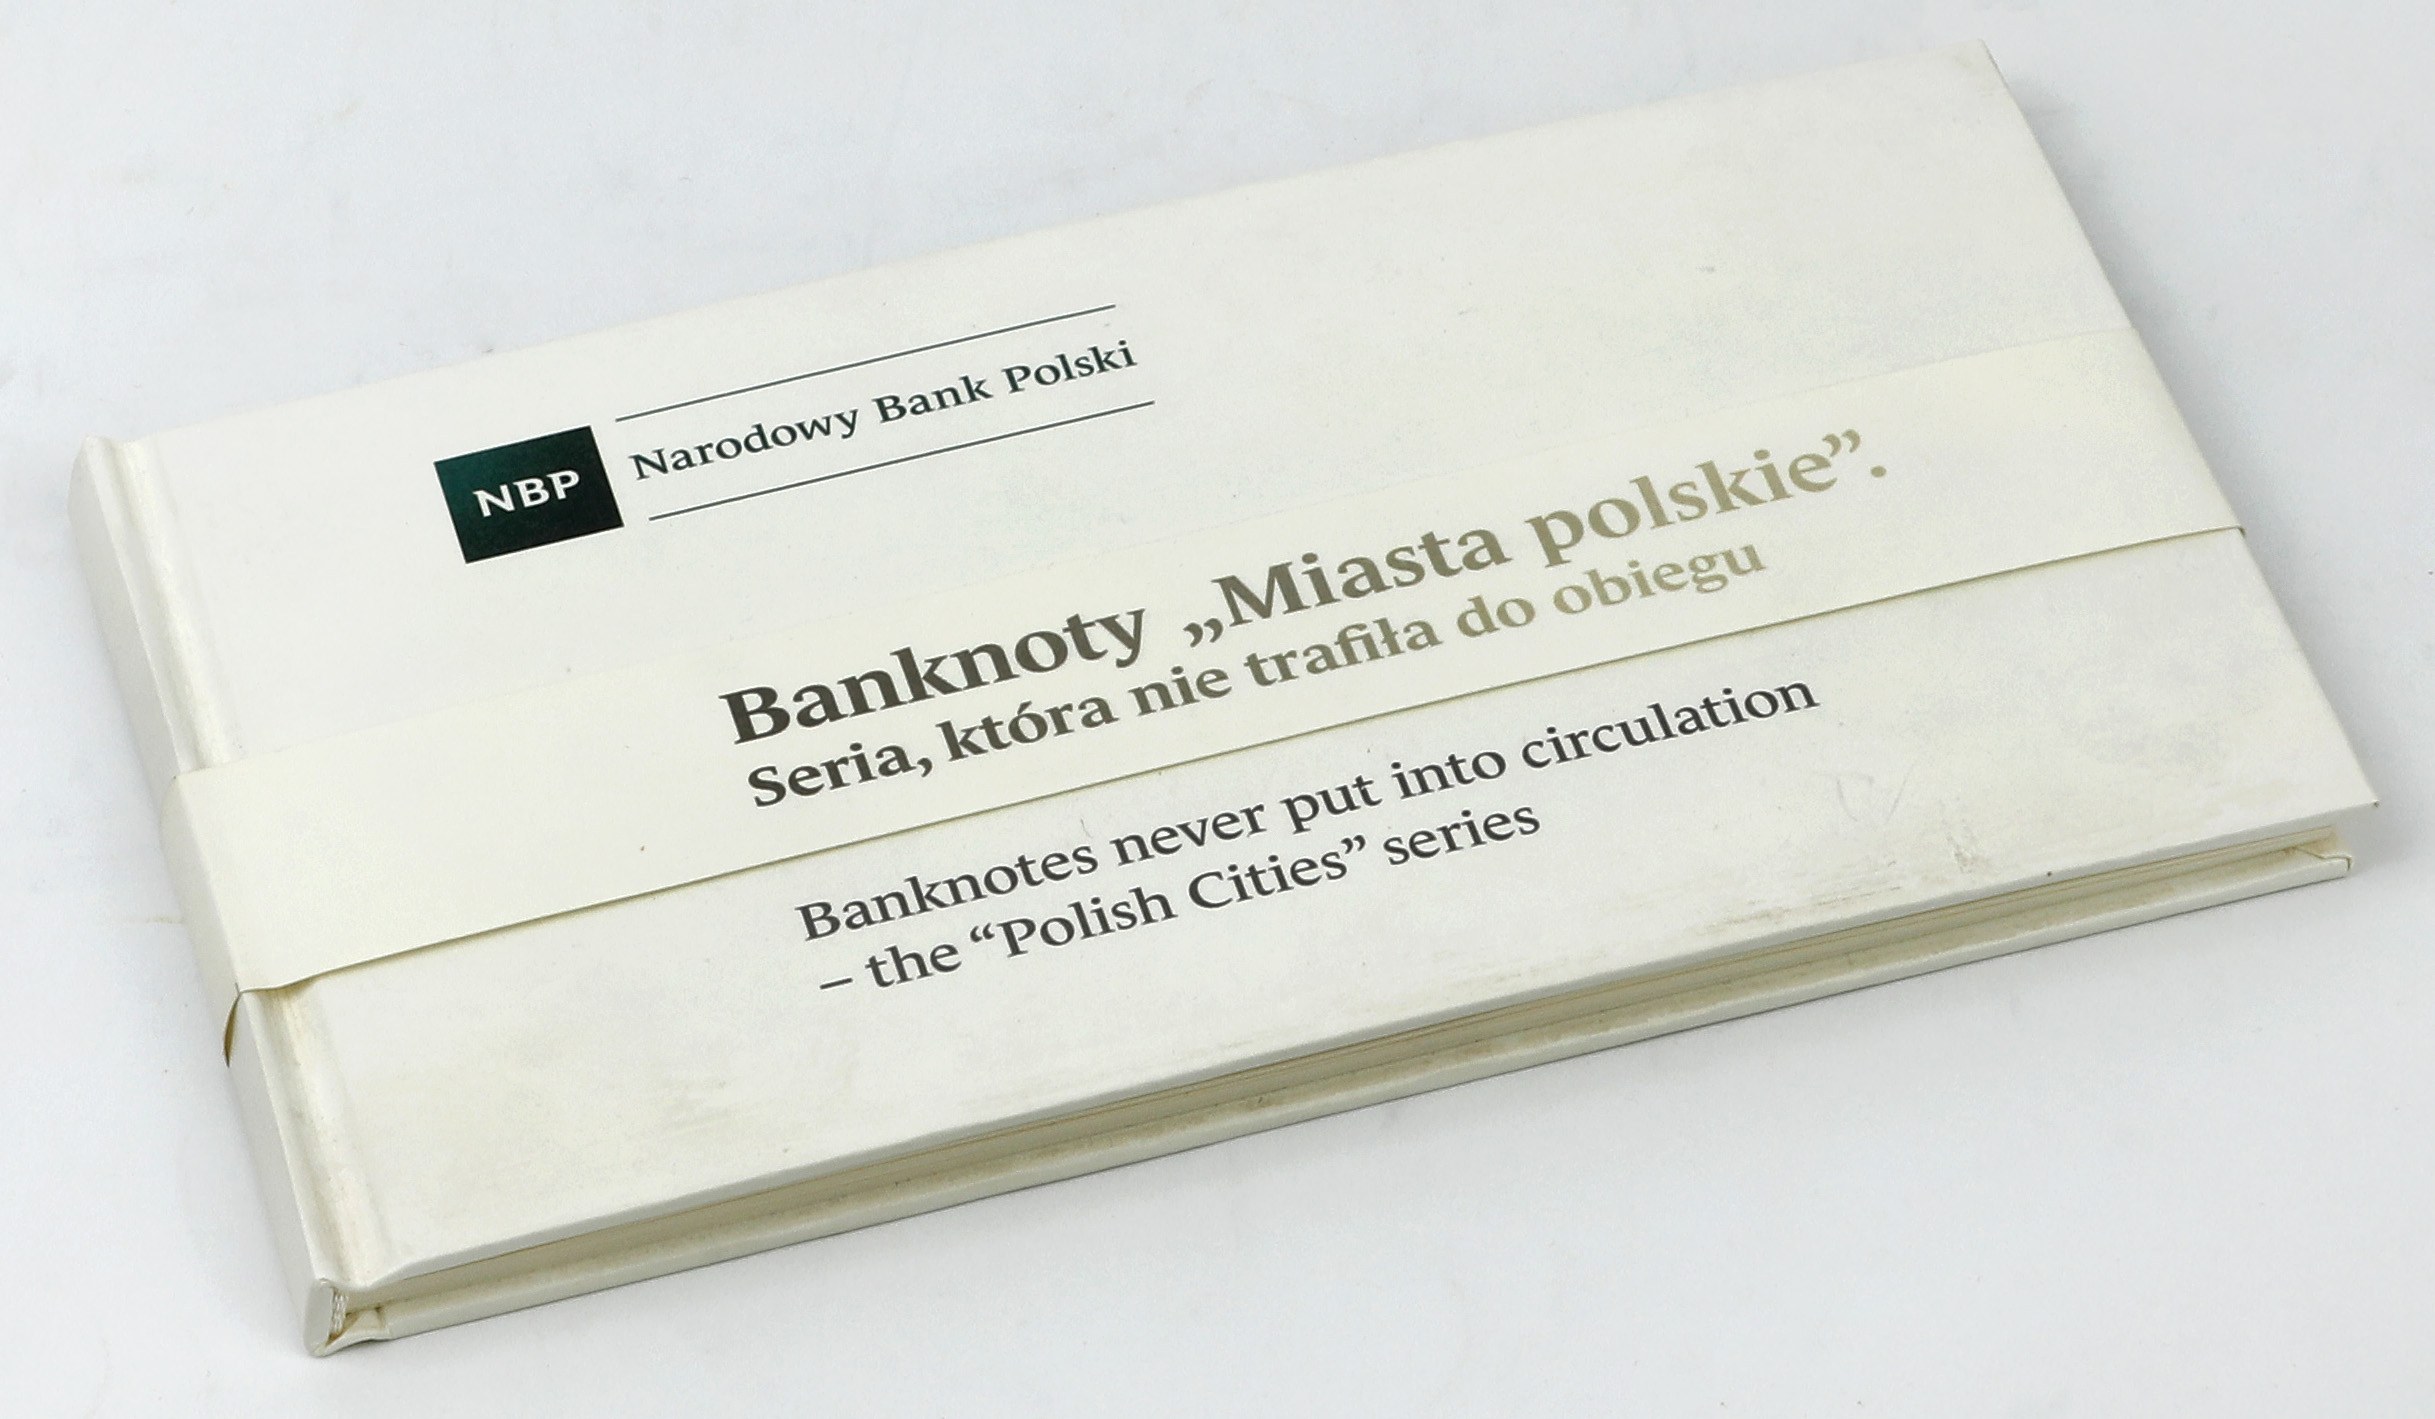 NBP
Narodowy Bank Polski
Banknoty „Miasta polskie”.
Seria, która nie trafiła do obiegu
Banknotes never put into circulation
– the “Polish Cities” series